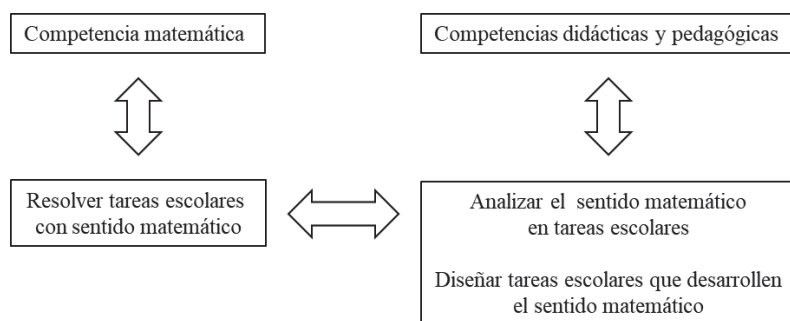 Competencia matemática
Competencias didácticas y pedagógicas
Resolver tareas escolares
con sentido matemático
Analizar el sentido matemático
en tareas escolares
Diseñar tareas escolares que desarrollen
el sentido matemático